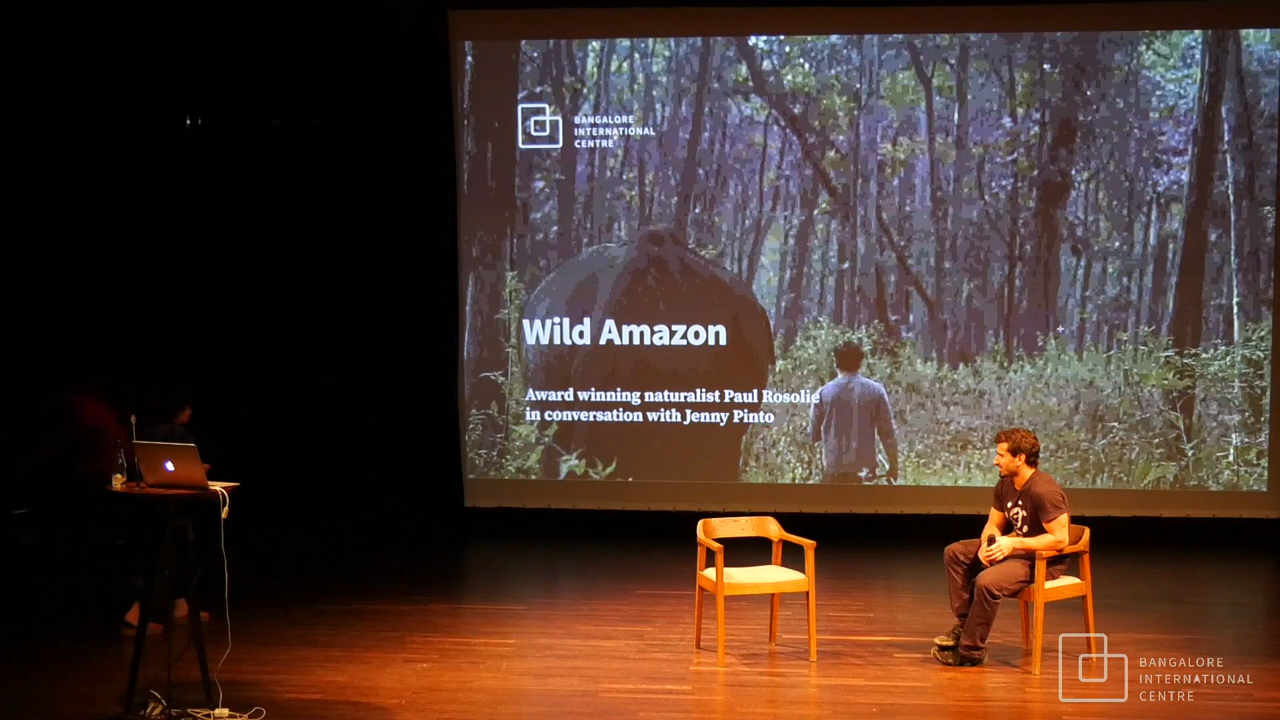 BANGALORE
INTERNATIONAL
CENTRE
Wild Amazon
Award winning naturalist Paul Rosolie
in conversation with Jenny Pinto
BANGALORE
INTERNATIONAL
CENTRE